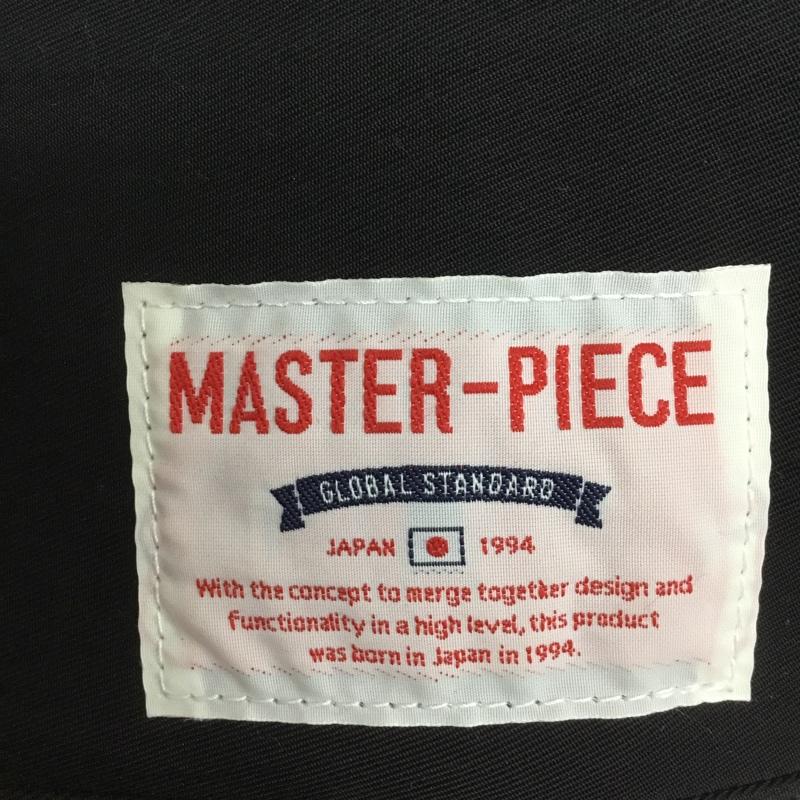 MASTER-PIECE
GLOBAL STANDARD
JAPAN 1994
With the concept to merge together design and
functionality in a high level, this product
was born in Japan in 1994.